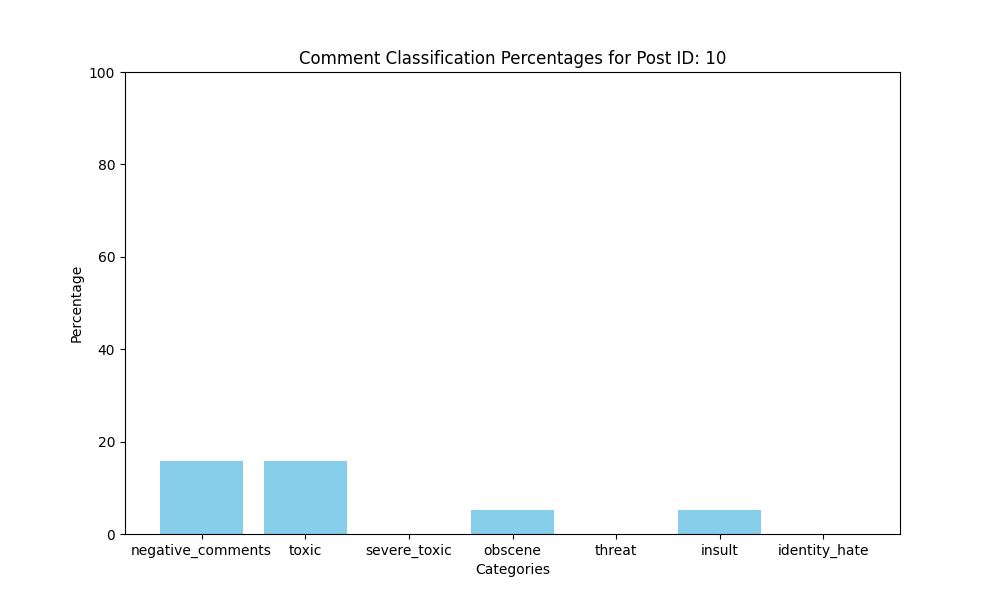 Comment Classification Percentages for Post ID: 10
100
80
60
40
20
0
Percentage
negative_comments toxic severe_toxic obscene threat insult identity_hate
Categories